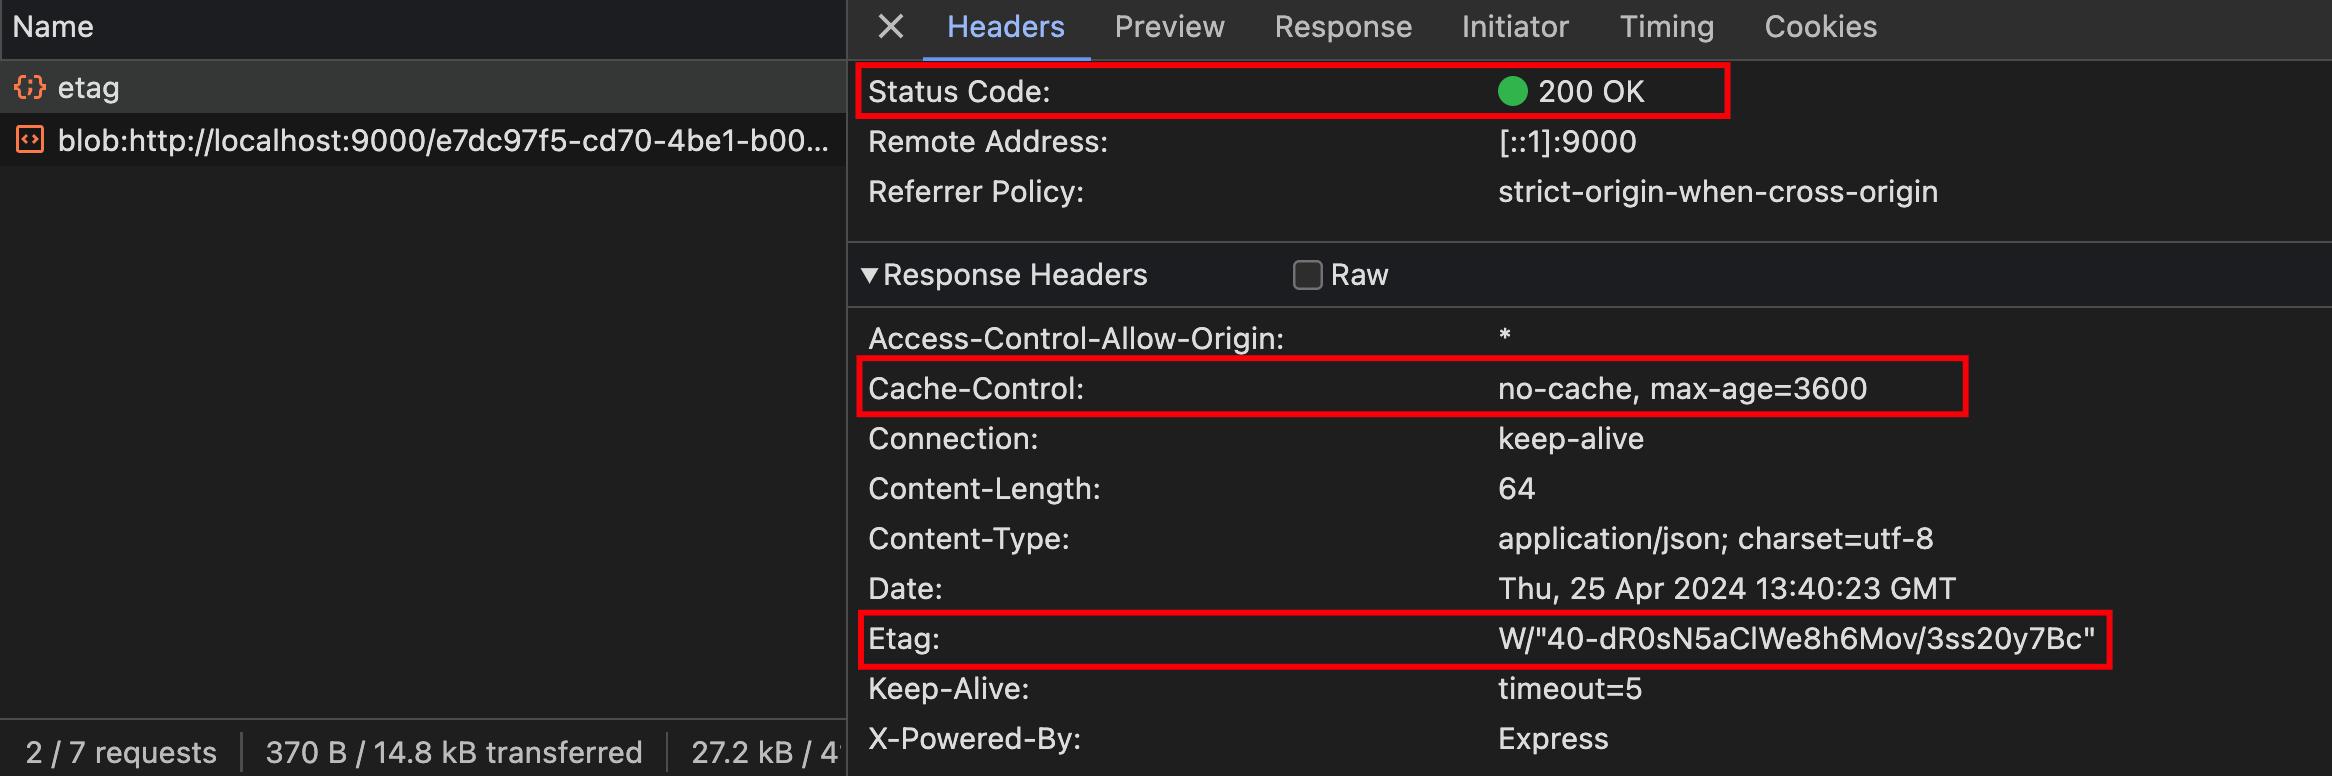 Name
etag
blob:http://localhost:9000/e7dc97f5-cd70-4be1-b00...
2 / 7 requests 370 B / 14.8 kB transferred 27.2 kB / 4
Headers Preview Response Initiator Timing Cookies
Status Code: 200 OK
Remote Address: [::1]:9000
Referrer Policy: strict-origin-when-cross-origin
Response Headers Raw
Access-Control-Allow-Origin: *
Cache-Control: no-cache, max-age=3600
Connection: keep-alive
Content-Length: 64
Content-Type: application/json; charset=utf-8
Date: Thu, 25 Apr 2024 13:40:23 GMT
Etag: W/"40-dR0sN5aClWe8h6Mov/3ss20y7Bc"
Keep-Alive: timeout=5
X-Powered-By: Express